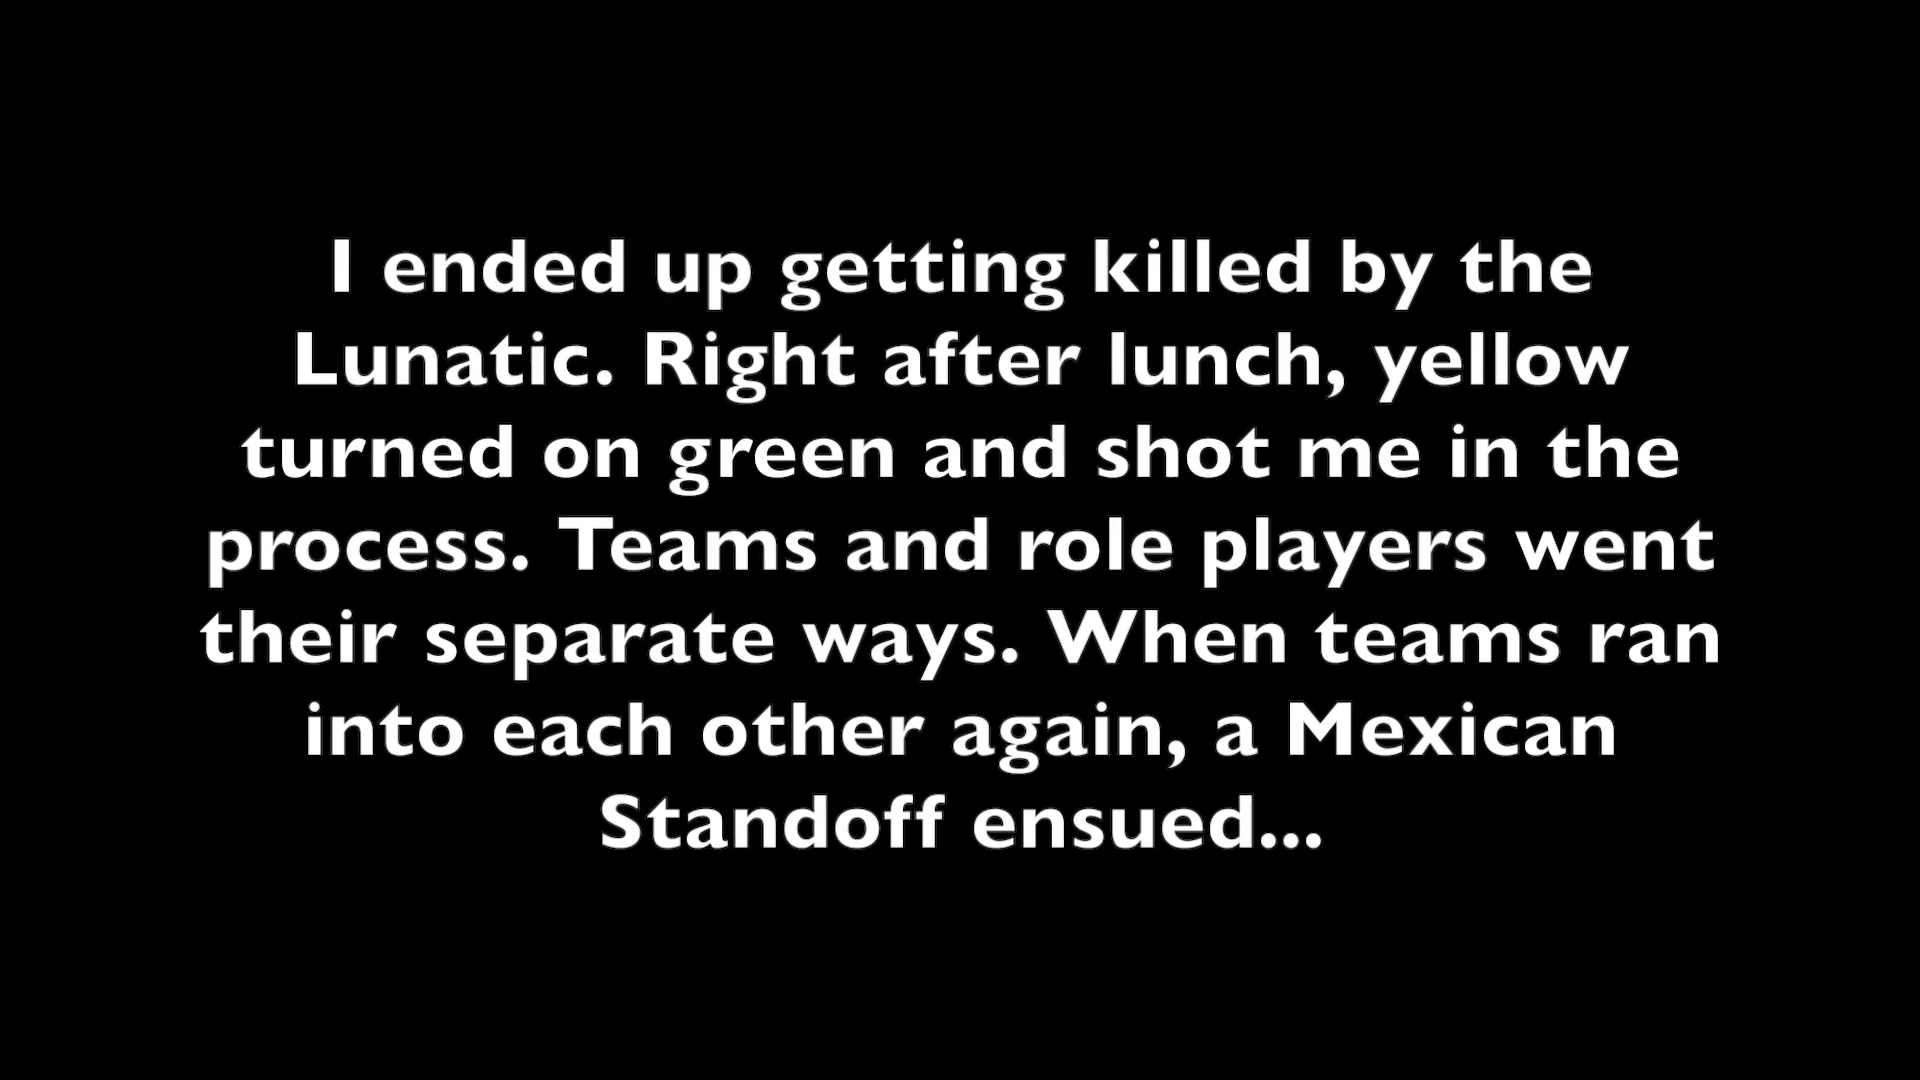 I ended up getting killed by the
Lunatic. Right after lunch, yellow
turned on green and shot me in the
process. Teams and role players went
their separate ways. When teams ran
into each other again, a Mexican
Standoff ensued...